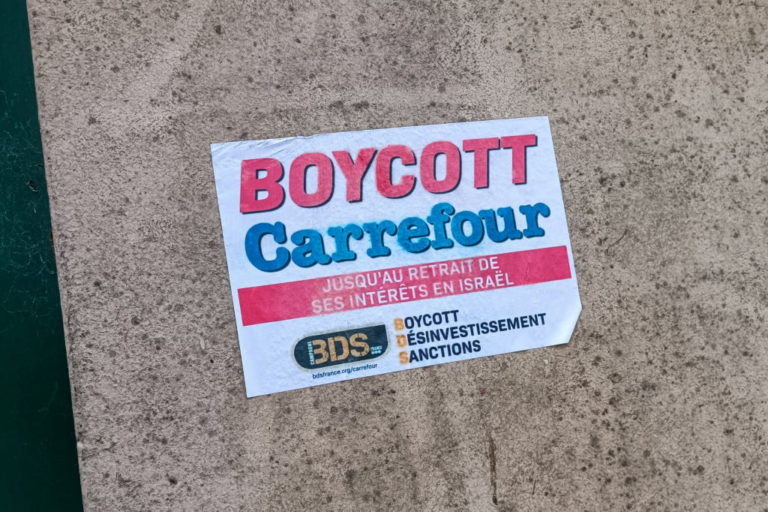 BOYCOTT
Carrefour
JUSQU'AU RETRAIT DE
SES INTÉRÊTS EN ISRAËL
BDS
bdsfrance.org/carrefour
BOYCOTT
DÉSINVESTISSEMENT
SANCTIONS